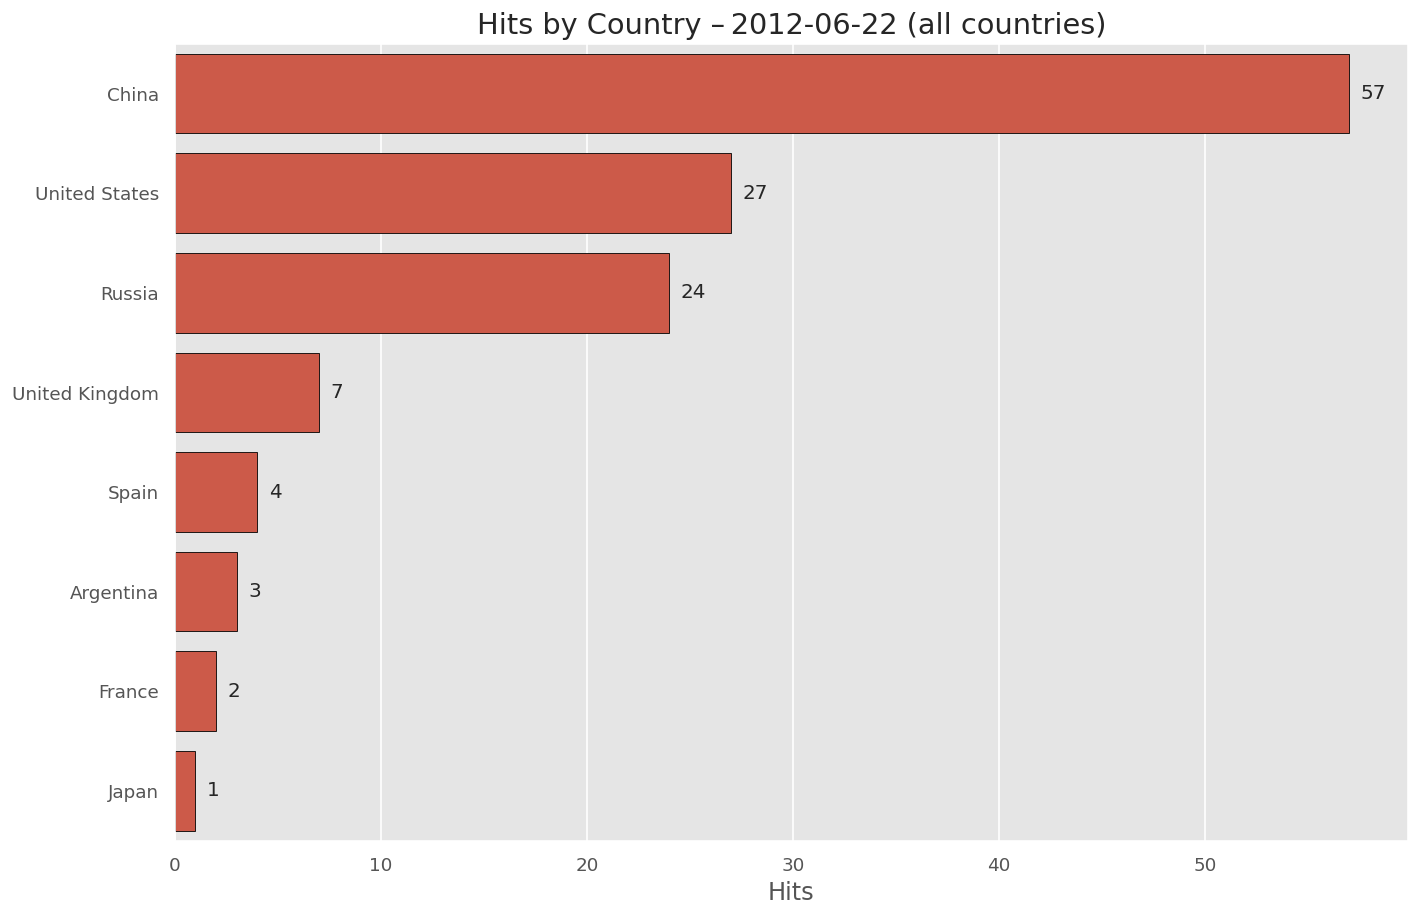 Hits by Country – 2012-06-22 (all countries)
China 57
United States 27
Russia 24
United Kingdom 7
Spain 4
Argentina 3
France 2
Japan 1
0 10 20 30 40 50
Hits